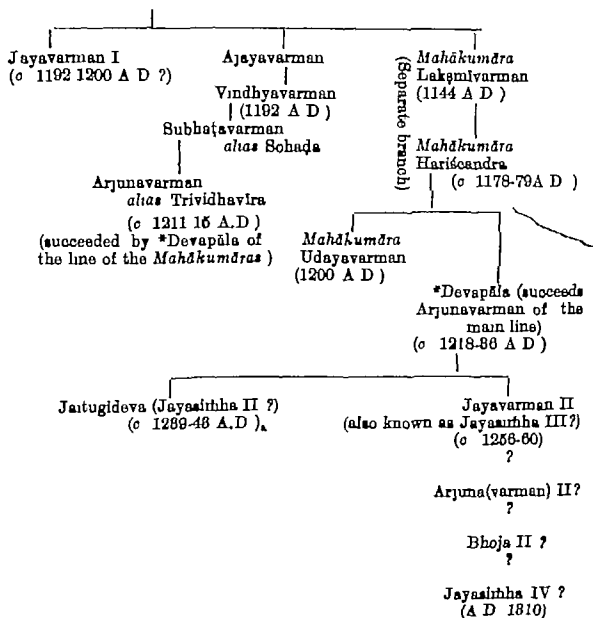 Jayavarman I
(c 1192 1200 A D ?)
Ajayavarman
Vindhyavarman
(1192 A D)
Subhaṭavarman
alias Sohaḍa
Arjunavarman
alias Trividhavīra
(c 1211 15 A.D)
(succeeded by *Devapāla of
the line of the Mahākumāras)
(Separate branch)
Mahākumāra
Lakṣmīvarman
(1144 A D)
Mahākumāra
Hariścandra
(c 1178-79A D)
Mahākumāra
Udayavarman
(1200 A D)
*Devapāla (succeeds
Arjunavarman of the
main line)
(c 1218-36 A D)
Jaitugideva (Jayasiṁha II ?)
(c 1239-43 A.D)
Jayavarman II
(also known as Jayasiṁha III?)
(c 1256-60)
?
Arjuna(varman) II?
?
Bhoja II ?
?
Jayasiṁha IV ?
(A D 1310)